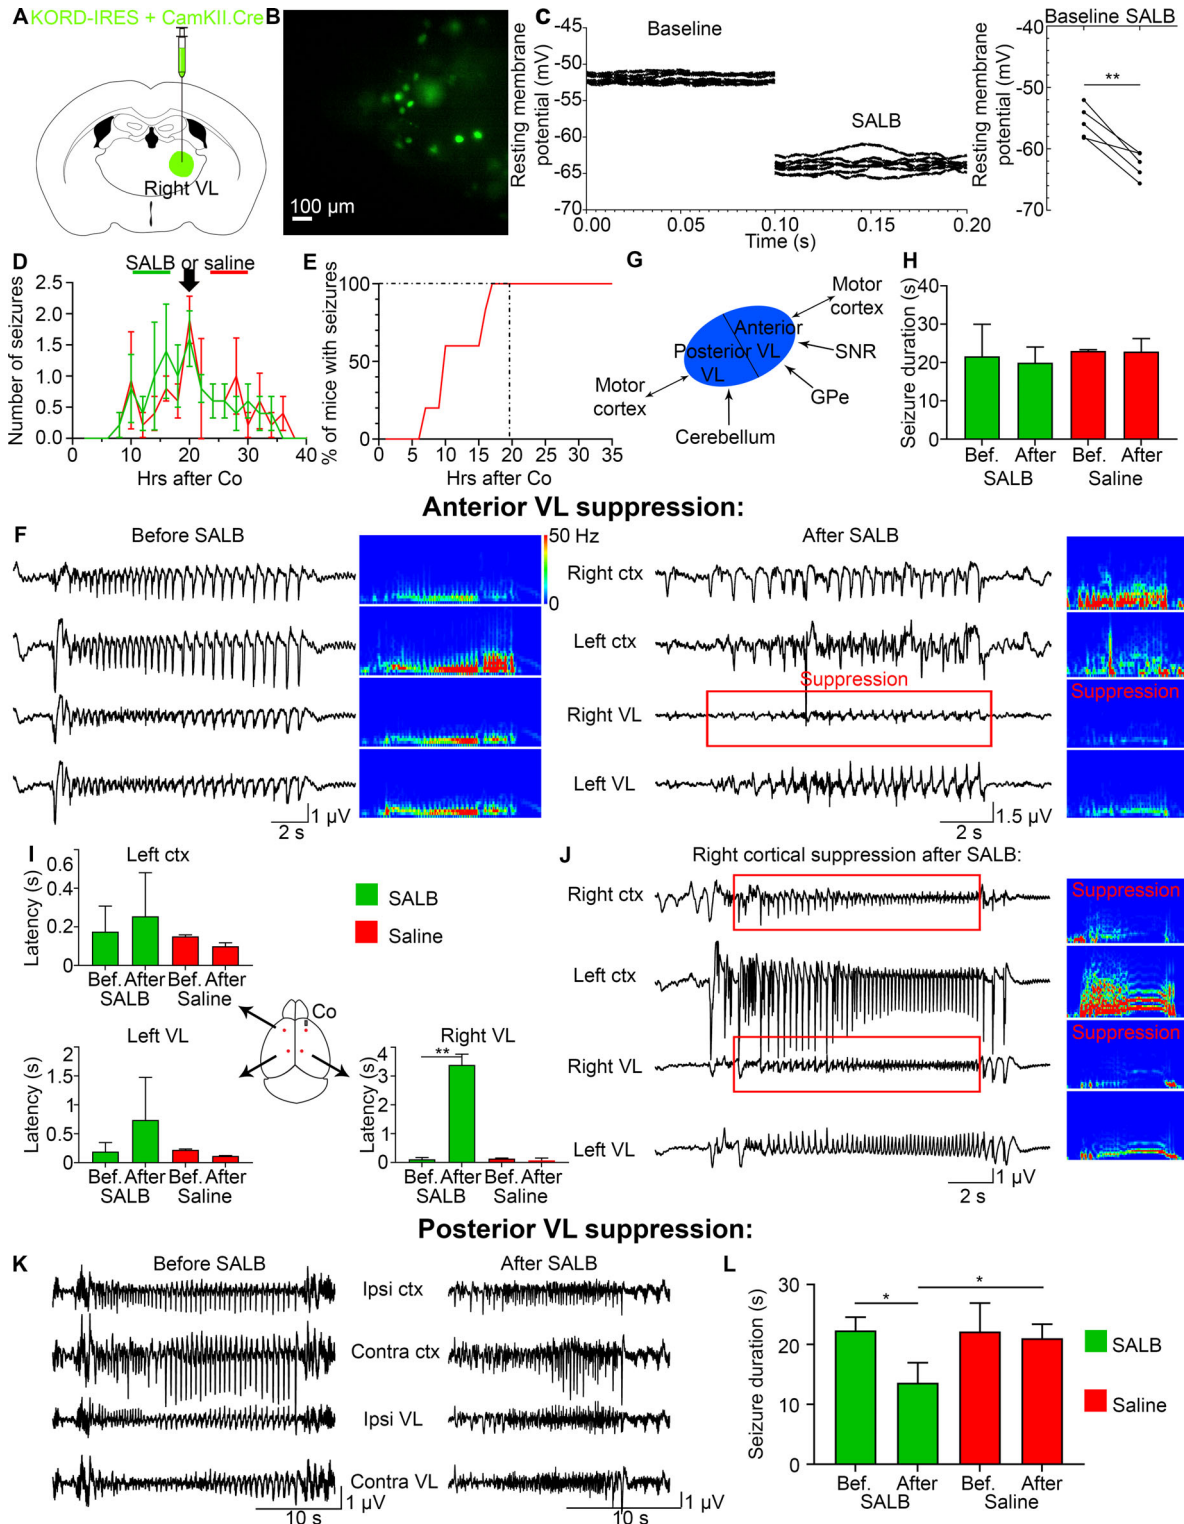 A KORD-IRES + CamKII.Cre
Right VL
B
100 µm
C
Resting membrane
potential (mV)
-45
-50
-55
-60
-65
-70
Baseline
SALB
0.00 0.05 0.10 0.15 0.20
Time (s)
Baseline SALB
Resting membrane
potential (mV)
-40
-50
-60
-70
**
D
SALB or saline
Number of seizures
2.5
2.0
1.5
1.0
0.5
0.0
0 10 20 30 40
Hrs after Co
E
% of mice with seizures
100
50
0
0 5 10 15 20 25 30 35
Hrs after Co
G
Motor
cortex
Anterior
VL
Posterior
VL
SNR
GPe
Motor
cortex
Cerebellum
H
Seizure duration (s)
40
30
20
10
0
Bef. After Bef. After
SALB Saline
Anterior VL suppression:
F
Before SALB
50 Hz
0
After SALB
Right ctx
Left ctx
Suppression
Right VL
Suppression
Left VL
1 µV
2 s
1.5 µV
2 s
I
Left ctx
Latency (s)
0.6
0.4
0.2
0
Bef. After Bef. After
SALB Saline
SALB
Saline
Co
Left VL
Latency (s)
2
1.5
1
0.5
0
Bef. After Bef. After
SALB Saline
Right VL
Latency (s)
4
3
2
1
0
**
Bef. After Bef. After
SALB Saline
J
Right cortical suppression after SALB:
Right ctx
Suppression
Left ctx
Right VL
Suppression
Left VL
1 µV
2 s
Posterior VL suppression:
K
Before SALB
After SALB
Ipsi ctx
Contra ctx
Ipsi VL
Contra VL
1 µV
10 s
1 µV
10 s
L
Seizure duration (s)
30
20
10
0
*
*
Bef. After Bef. After
SALB Saline
SALB
Saline